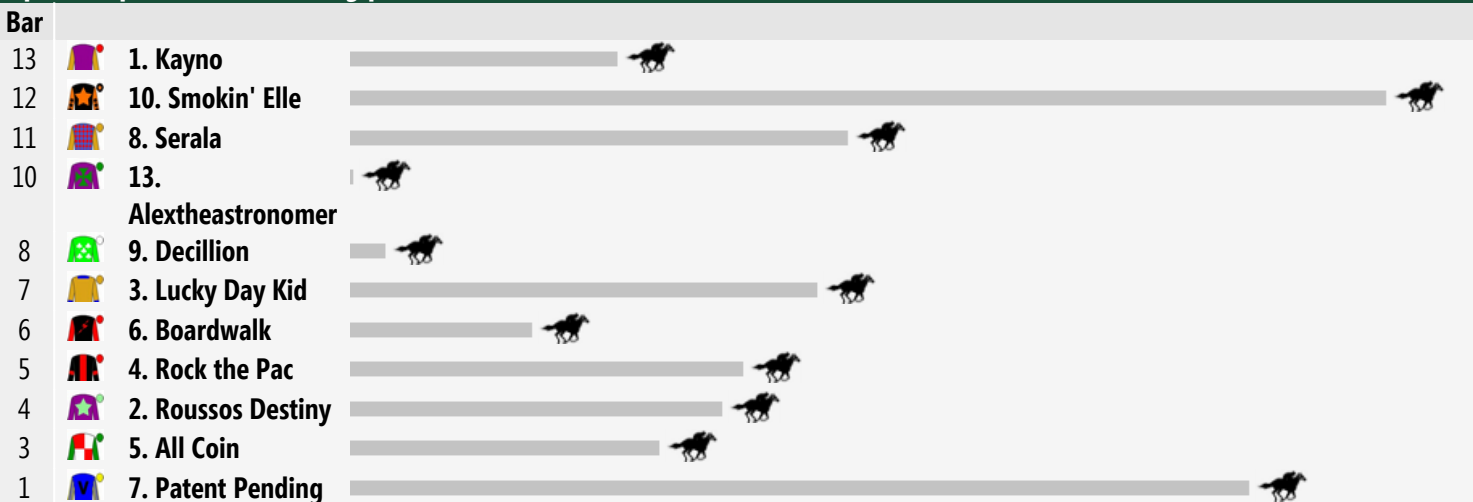 Bar
13 1. Kayno
12 10. Smokin' Elle
11 8. Serala
10 13.
Alextheastronomer
8 9. Decillion
7 3. Lucky Day Kid
6 6. Boardwalk
5 4. Rock the Pac
4 2. Roussos Destiny
3 5. All Coin
1 7. Patent Pending